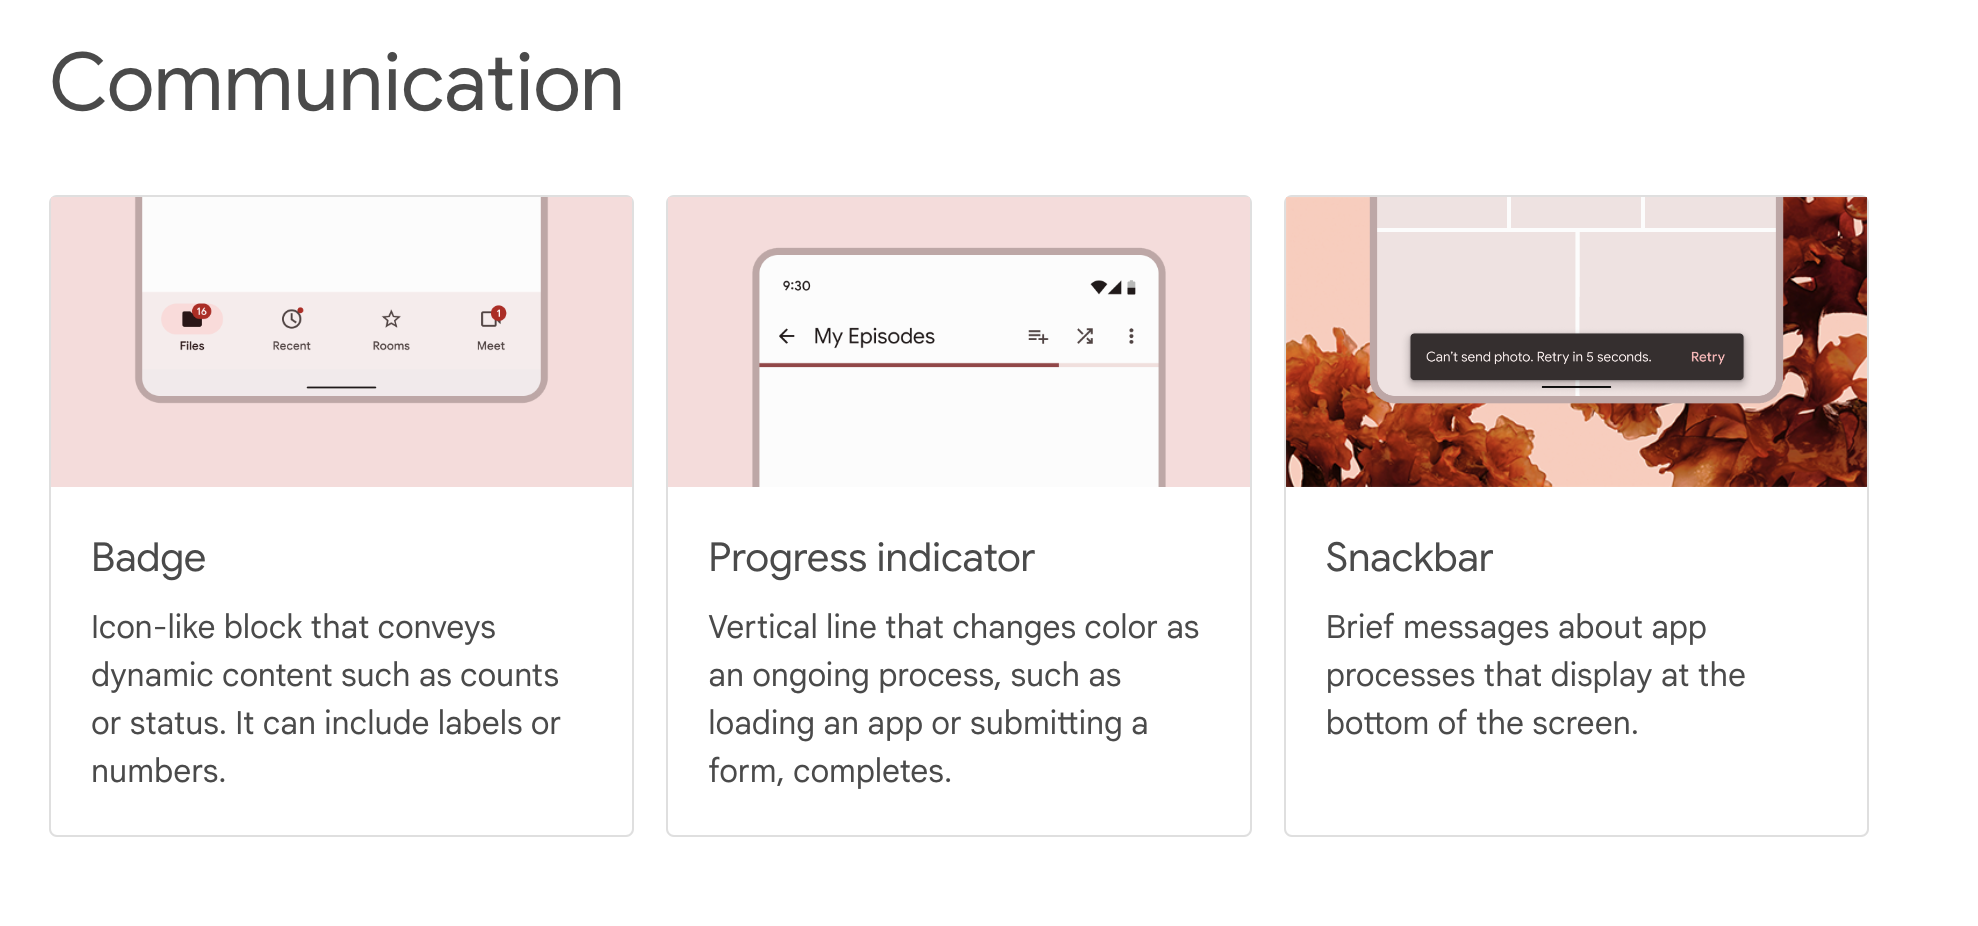 Communication
16
1
Files
Recent
Rooms
Meet
Badge
Icon-like block that conveys
dynamic content such as counts
or status. It can include labels or
numbers.
9:30
My Episodes
Progress indicator
Vertical line that changes color as
an ongoing process, such as
loading an app or submitting a
form, completes.
Can't send photo. Retry in 5 seconds. Retry
Snackbar
Brief messages about app
processes that display at the
bottom of the screen.